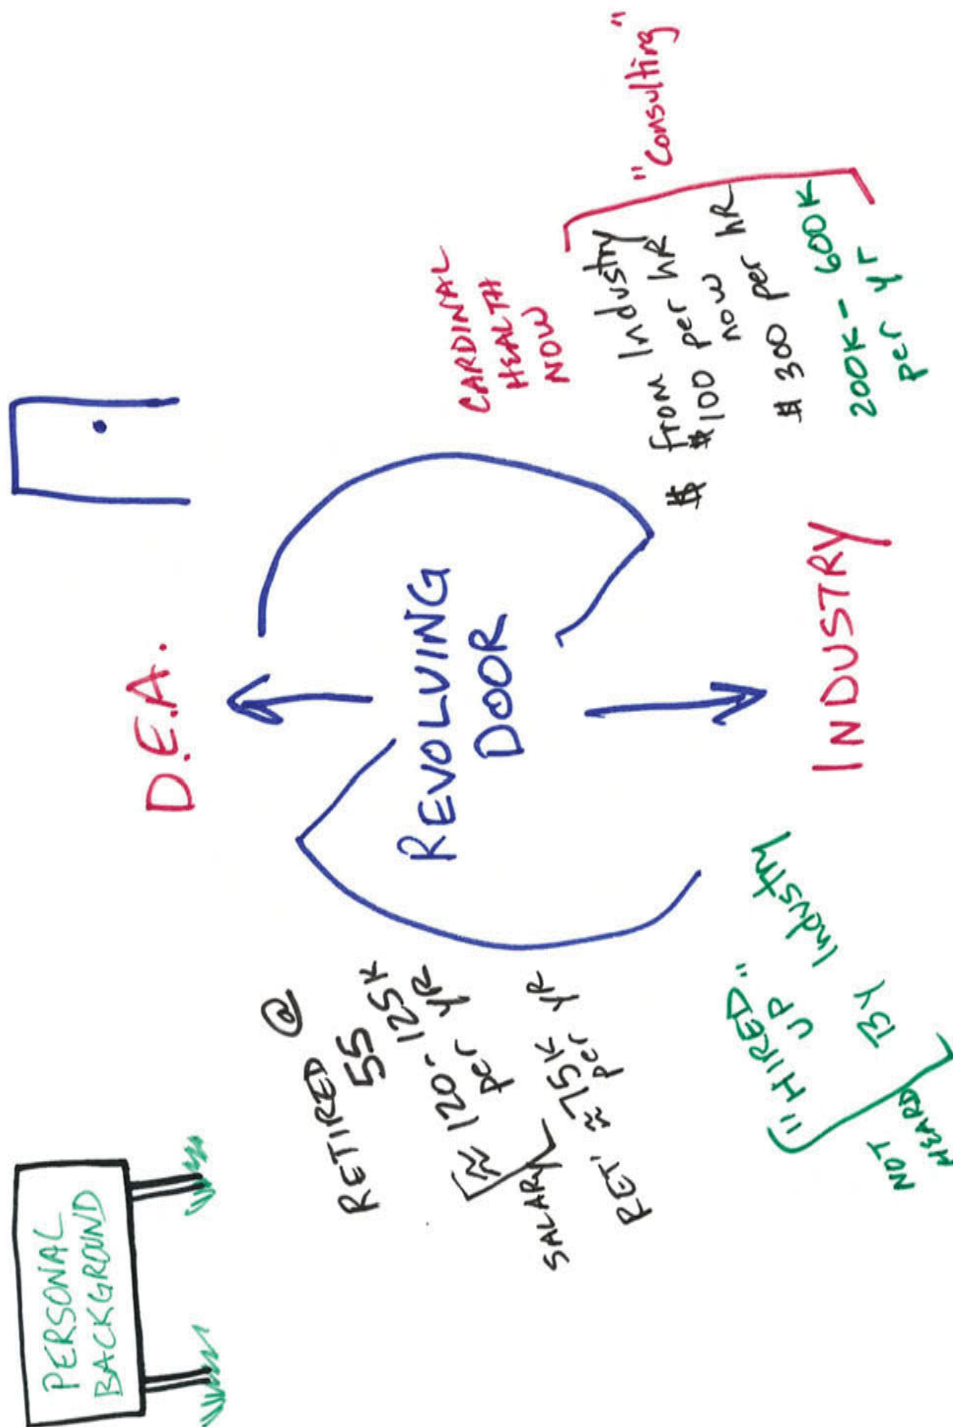 PERSONAL
BACKGROUND
D.E.A.
REVOLVING
DOOR
INDUSTRY
RETIRED @
55
≈ 120-125K
per YR
SALARY
RET' ≈ 75K
per YR
"HIRED"
UP
BY Industry
NOT
HEARD
CARDINAL
HEALTH
NOW
$ from Industry
$100 per hR
now
$300 per hR
200K - 600K
per yr
"Consulting"